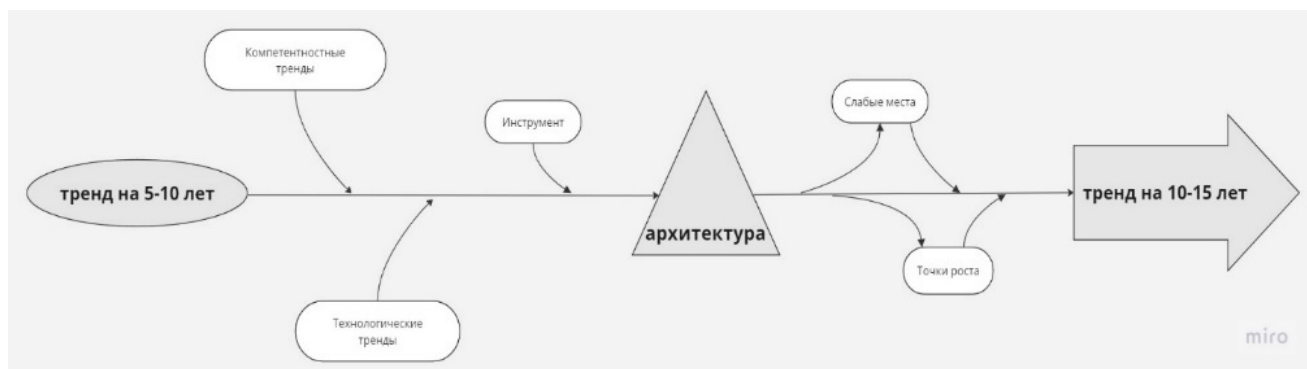 Компетентностные
тренды
Инструмент
Слабые места
тренд на 5-10 лет
архитектура
тренд на 10-15 лет
Точки роста
Технологические
тренды
miro